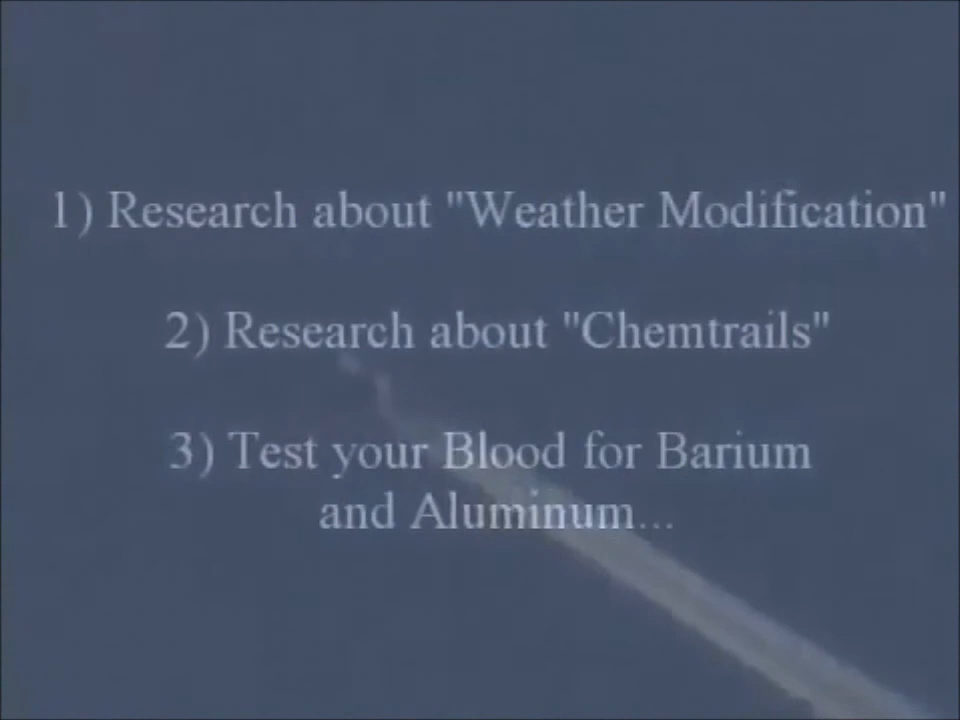 1) Research about "Weather Modification"
2) Research about "Chemtrails"
3) Test your Blood for Barium
and Aluminum...